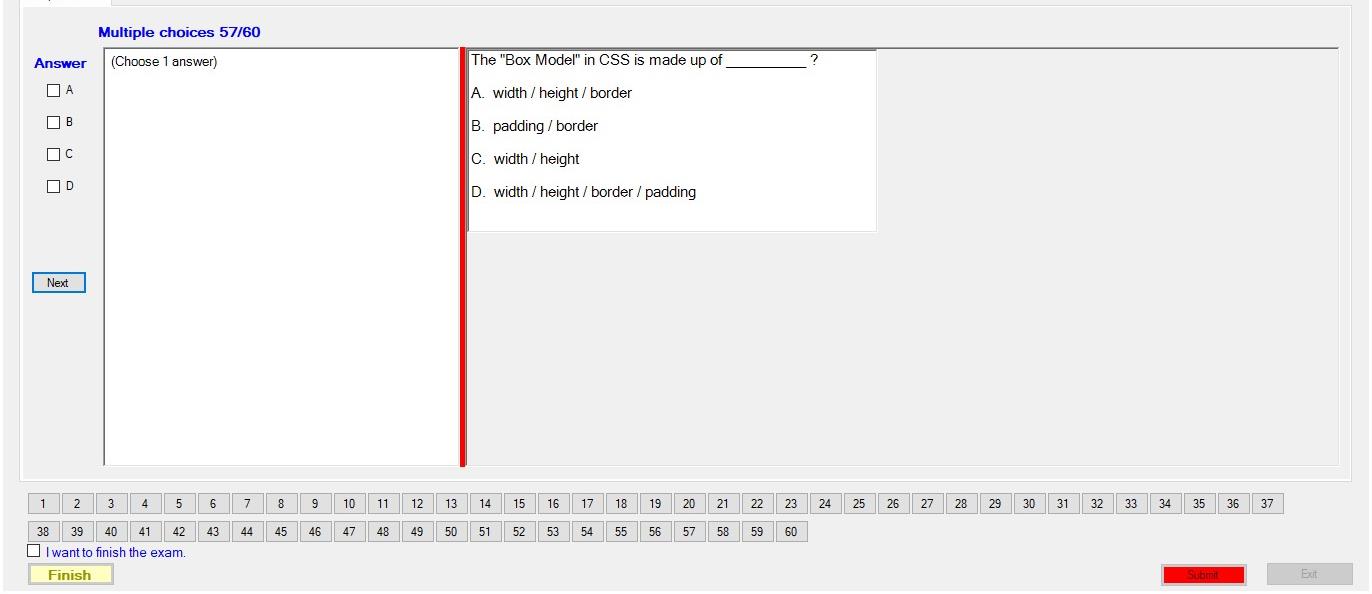 Multiple choices 57/60
Answer
(Choose 1 answer)
A
B
C
D
Next
The "Box Model" in CSS is made up of __________ ?
A. width / height / border
B. padding / border
C. width / height
D. width / height / border / padding
1 2 3 4 5 6 7 8 9 10 11 12 13 14 15 16 17 18 19 20 21 22 23 24 25 26 27 28 29 30 31 32 33 34 35 36 37
38 39 40 41 42 43 44 45 46 47 48 49 50 51 52 53 54 55 56 57 58 59 60
I want to finish the exam.
Finish
Submit
Exit